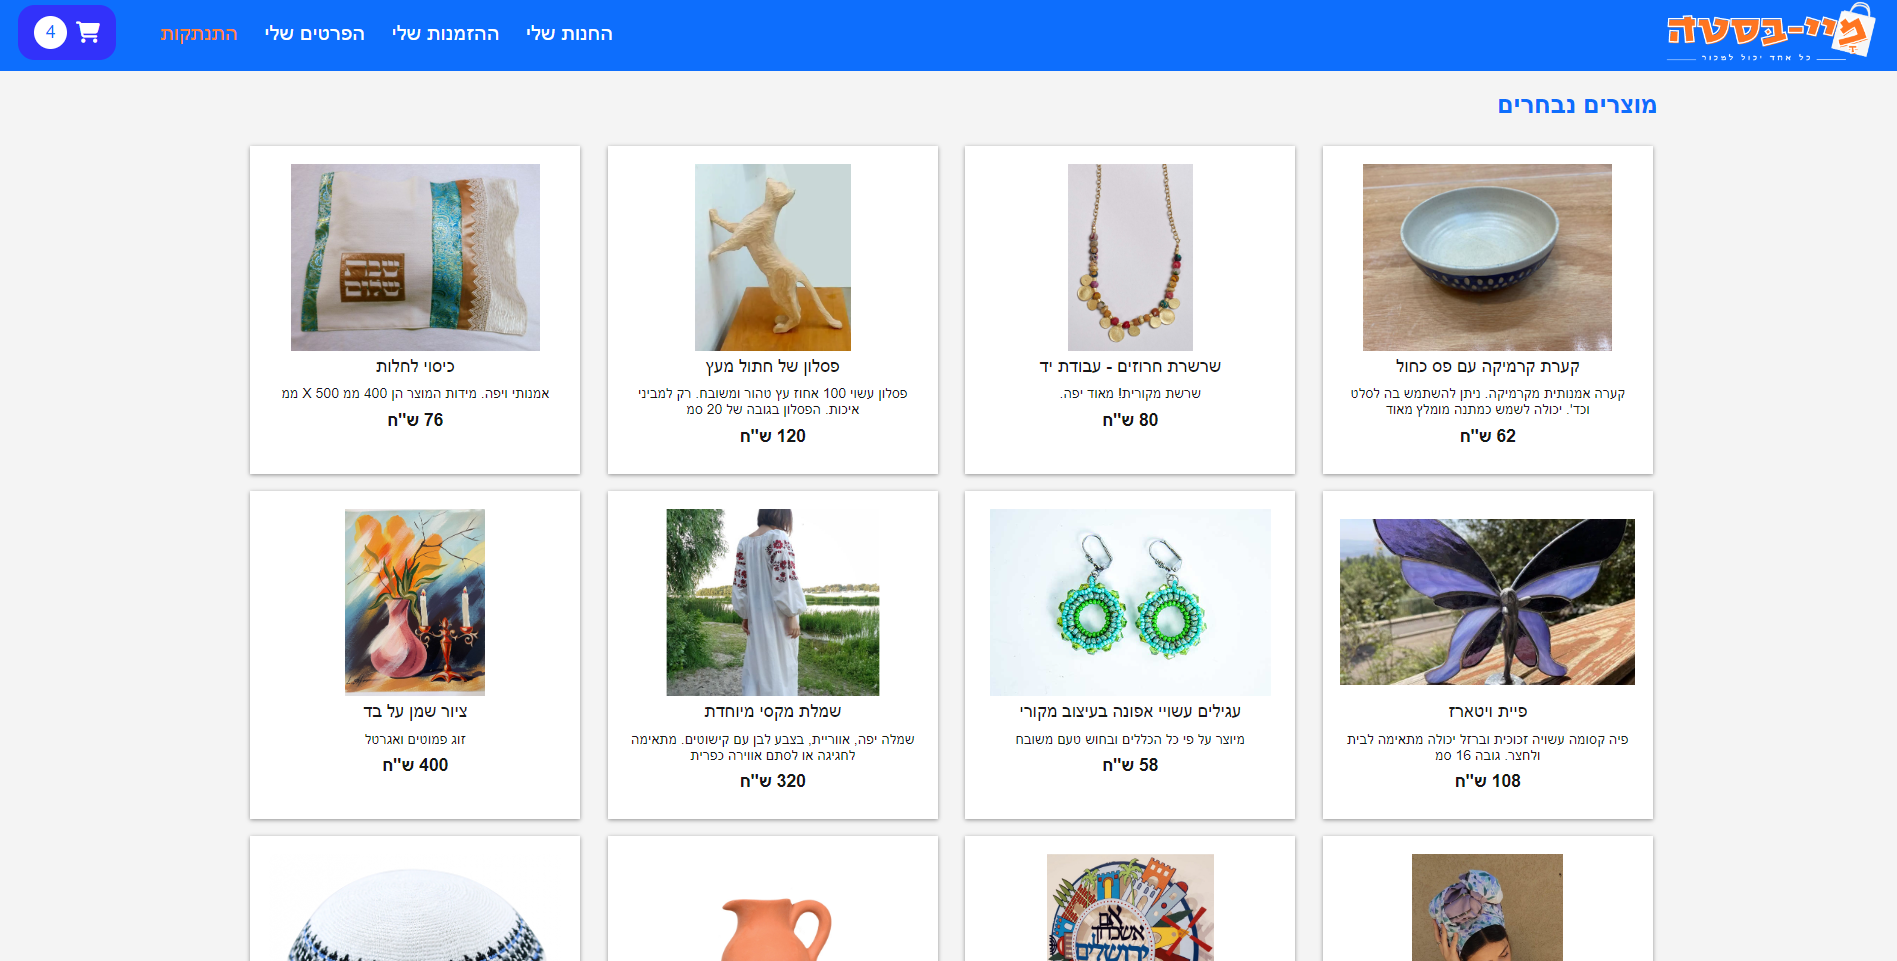 מיי-בסטה
כל אחד יכול למכור
החנות שלי
ההזמנות שלי
הפרטים שלי
התנתקות
4
מוצרים נבחרים
קערת קרמיקה עם פס כחול
קערה אמנותית מקרמיקה. ניתן להשתמש בה לסלט
וכד'. יכולה לשמש כמתנה מומלץ מאוד
62 ש"ח
שרשרת חרוזים - עבודת יד
שרשת מקורית! מאוד יפה.
80 ש"ח
פסלון של חתול מעץ
פסלון עשוי 100 אחוז עץ טהור ומשובח. רק למביני
איכות. הפסלון בגובה של 20 סמ
120 ש"ח
שבת
שלום
כיסוי לחלות
אמנותי ויפה. מידות המוצר הן 400 ממ X 500 ממ
76 ש"ח
פיית ויטארז
פיה קסומה עשויה זכוכית וברזל יכולה מתאימה לבית
ולחצר. גובה 16 סמ
108 ש"ח
עגילים עשויי אפונה בעיצוב מקורי
מיוצר על פי כל הכללים ובחוש טעם משובח
58 ש"ח
שמלת מקסי מיוחדת
שמלה יפה, אוורירית, בצבע לבן עם קישוטים. מתאימה
לחגיגה או לסתם אווירה כפרית
320 ש"ח
ציור שמן על בד
זוג פמוטים ואגרטל
400 ש"ח
אם
אשכחך
ירושלים